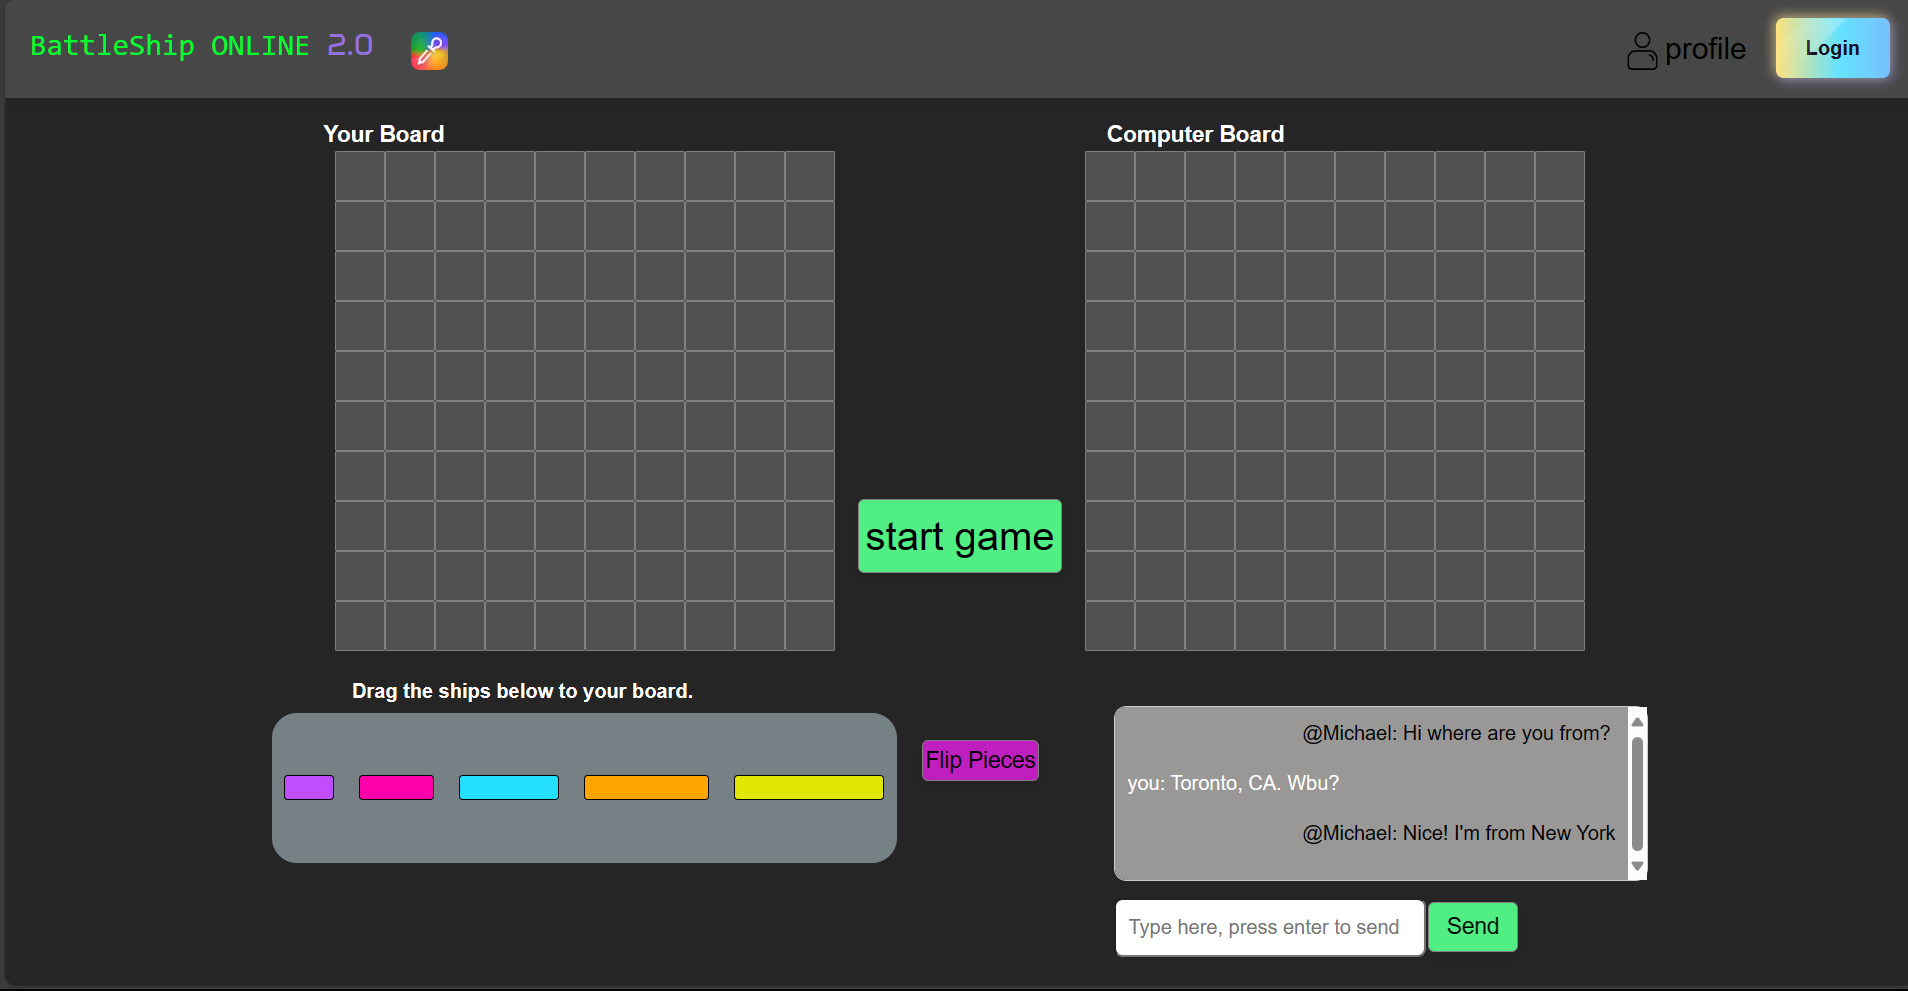 BattleShip ONLINE 2.0
profile
Login
Your Board
Computer Board
start game
Drag the ships below to your board.
Flip Pieces
@Michael: Hi where are you from?
you: Toronto, CA. Wbu?
@Michael: Nice! I'm from New York
Type here, press enter to send
Send